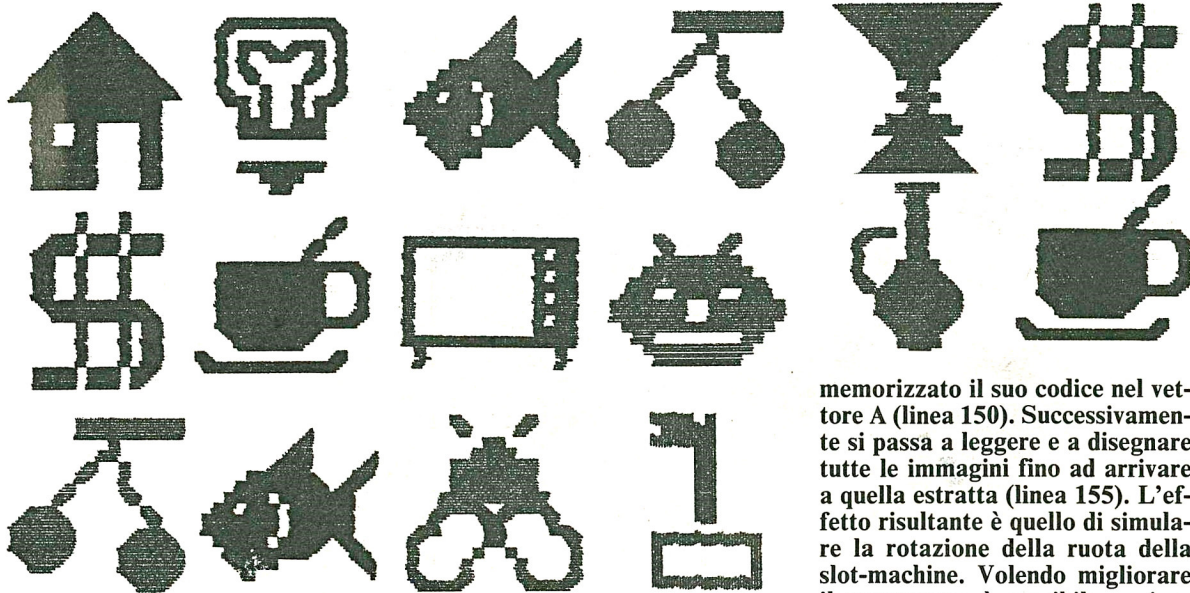 memorizzato il suo codice nel vet-
tore A (linea 150). Successivamen-
te si passa a leggere e a disegnare
tutte le immagini fino ad arrivare
a quella estratta (linea 155). L'ef-
fetto risultante è quello di simula-
re la rotazione della ruota della
slot-machine. Volendo migliorare